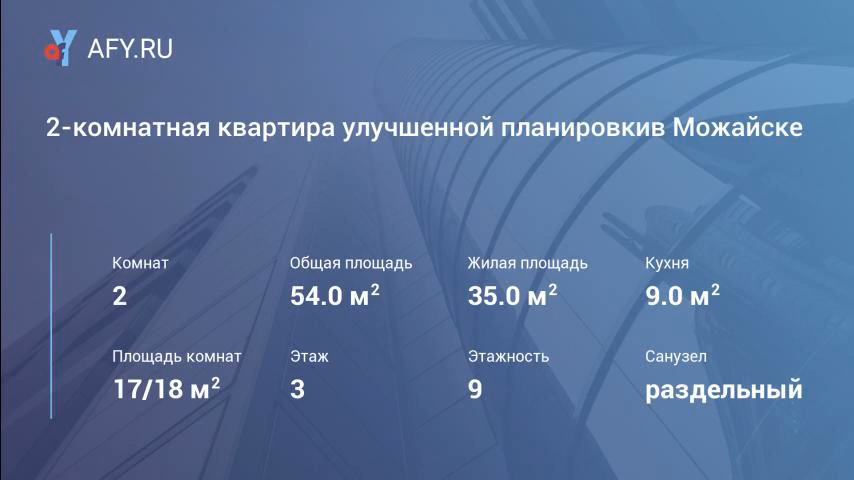 AFY.RU
2-комнатная квартира улучшенной планировкив Можайске
Комнат
Общая площадь
Жилая площадь
Кухня
2
54.0 м²
35.0 м²
9.0 м²
Площадь комнат
Этаж
Этажность
Санузел
17/18 м²
3
9
раздельный